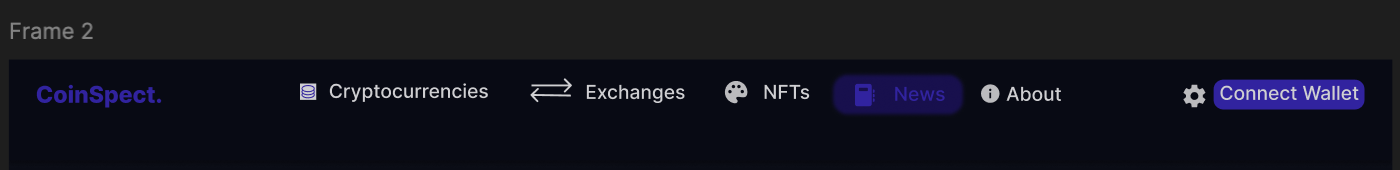 Frame 2
CoinSpect.
Cryptocurrencies
Exchanges
NFTs
News
About
Connect Wallet